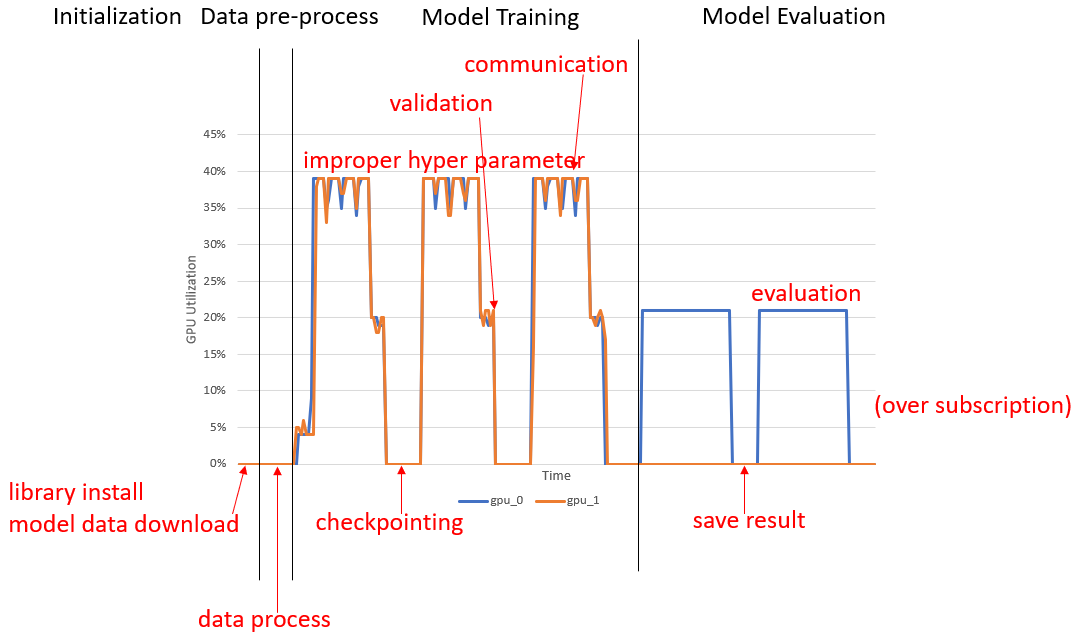 Initialization
Data pre-process
Model Training
Model Evaluation
communication
validation
improper hyper parameter
45%
40%
35%
30%
25%
20%
15%
10%
5%
0%
GPU Utilization
evaluation
(over subscription)
Time
gpu_0
gpu_1
library install
model data download
checkpointing
save result
data process